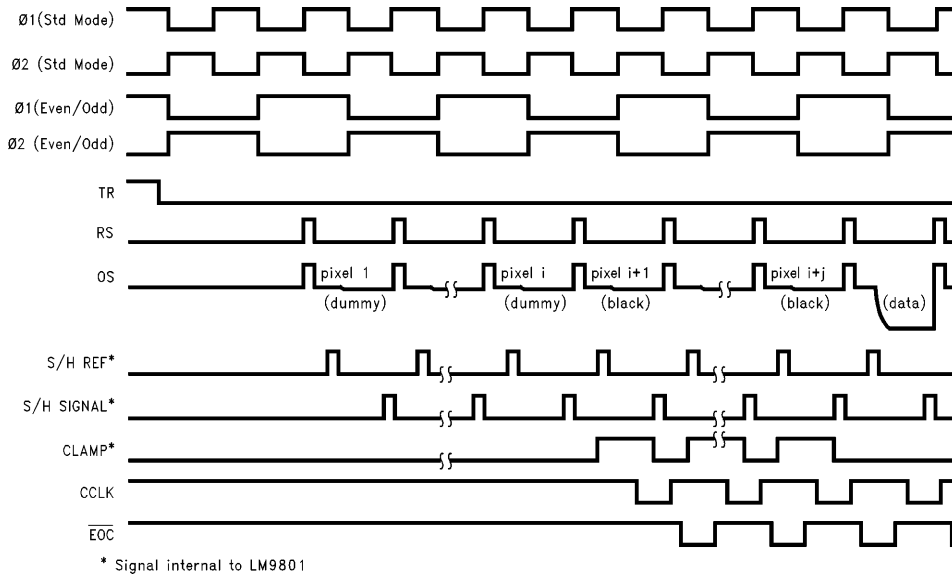 Ø1(Std Mode)
Ø2 (Std Mode)
Ø1(Even/Odd)
Ø2 (Even/Odd)
TR
RS
OS
pixel 1
(dummy)
pixel i
(dummy)
pixel i+1
(black)
pixel i+j
(black)
(data)
S/H REF*
S/H SIGNAL*
CLAMP*
CCLK
EOC
* Signal internal to LM9801